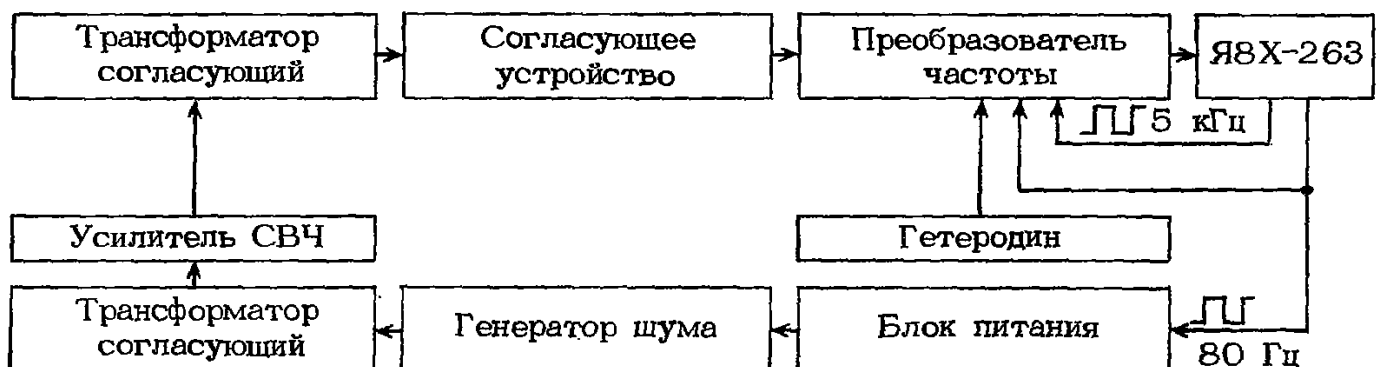 Трансформатор
согласующий
Согласующее
устройство
Преобразователь
частоты
Я8Х-263
5 кГц
Усилитель СВЧ
Гетеродин
Трансформатор
согласующий
Генератор шума
Блок питания
80 Гц